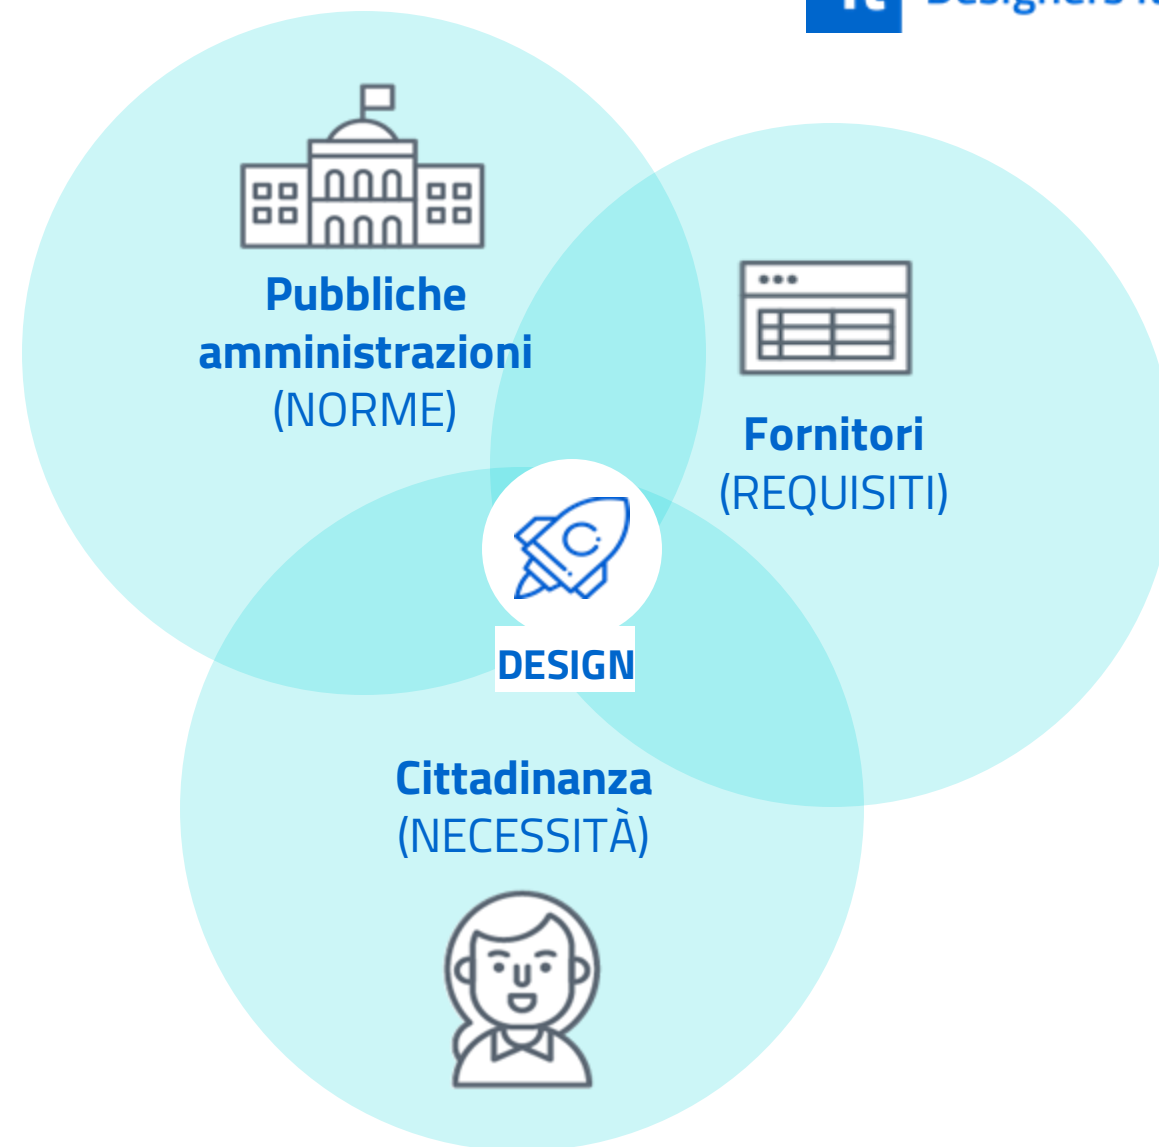 Pubbliche
amministrazioni
(NORME)
Fornitori
(REQUISITI)
DESIGN
Cittadinanza
(NECESSITÀ)